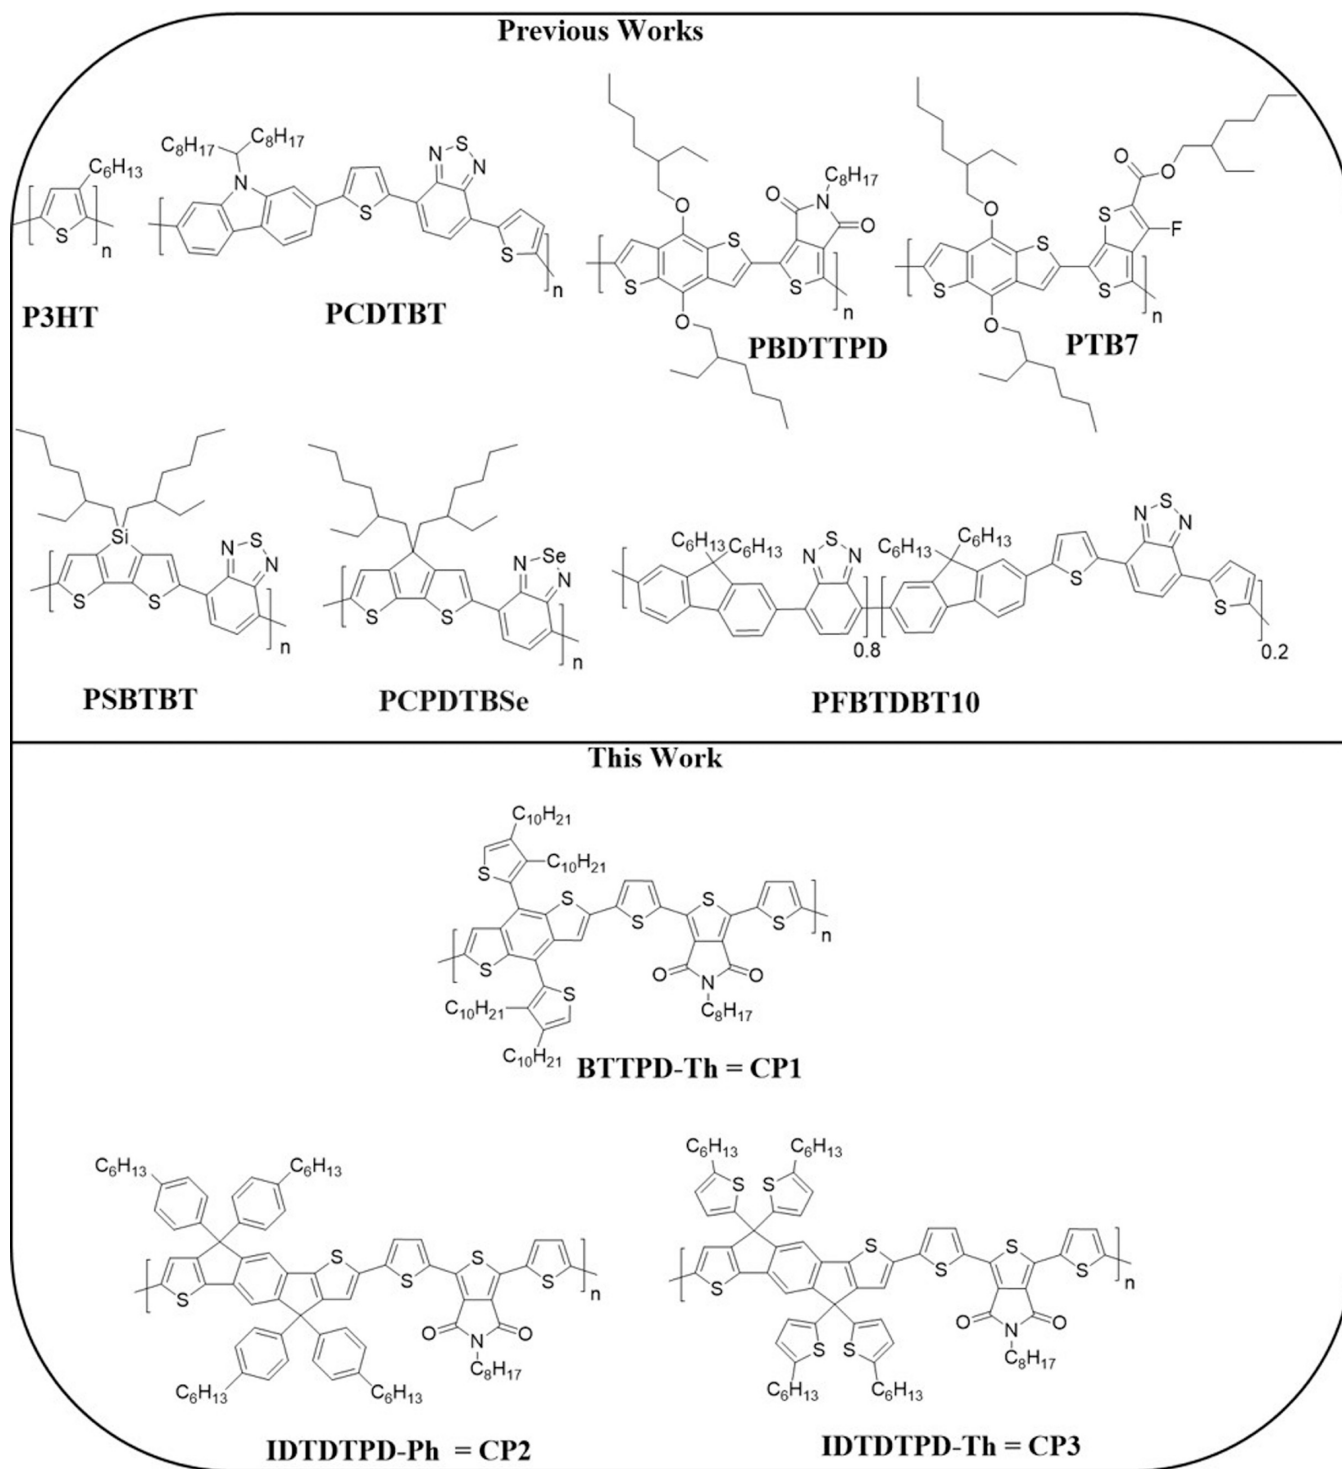 Previous Works
C6H13
S
n
P3HT
C8H17 C8H17
N
S
N S N
S
n
PCDTBT
O
S
S
O
C8H17
N
O O
S
n
PBDTTPD
O
S
S
O
O
O
S
F
S
n
PTB7
Si
S S
N S N
n
PSBTBT
S S
N Se N
n
PCPDTBSe
C6H13 C6H13
N S N
0.8
C6H13 C6H13
S
N S N
S
0.2
PFBTDBT10
This Work
C10H21
C10H21
S
S
S
S
C10H21
C10H21
S
S
S
n
O O
N
C8H17
BTTPD-Th = CP1
C6H13 C6H13
S
S
C6H13 C6H13
S
S
S
n
O O
N
C8H17
IDTDTPD-Ph = CP2
C6H13 C6H13
S S
S
S
S S
C6H13 C6H13
S
S
S
n
O O
N
C8H17
IDTDTPD-Th = CP3